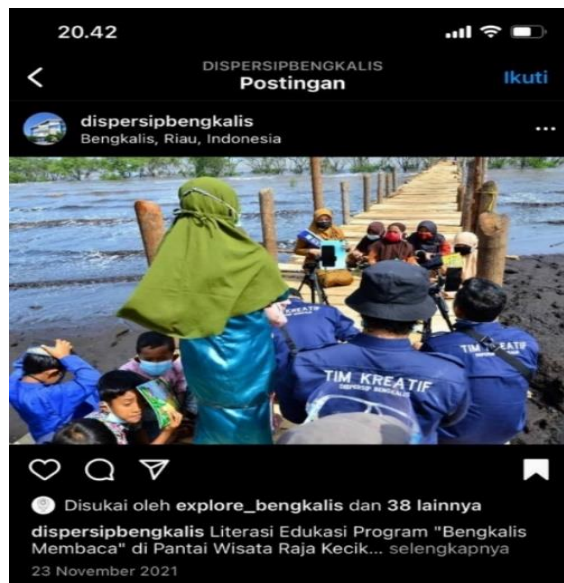 20.42
DISPERSIPBENGKALIS
Postingan
Ikuti
dispersipbengkalis
Bengkalis, Riau, Indonesia
TIM KREATIF
DISPERSIP BENGKALIS
TIM KREATIF
Disukai oleh explore_bengkalis dan 38 lainnya
dispersipbengkalis Literasi Edukasi Program "Bengkalis
Membaca" di Pantai Wisata Raja Kecik... selengkapnya
23 November 2021